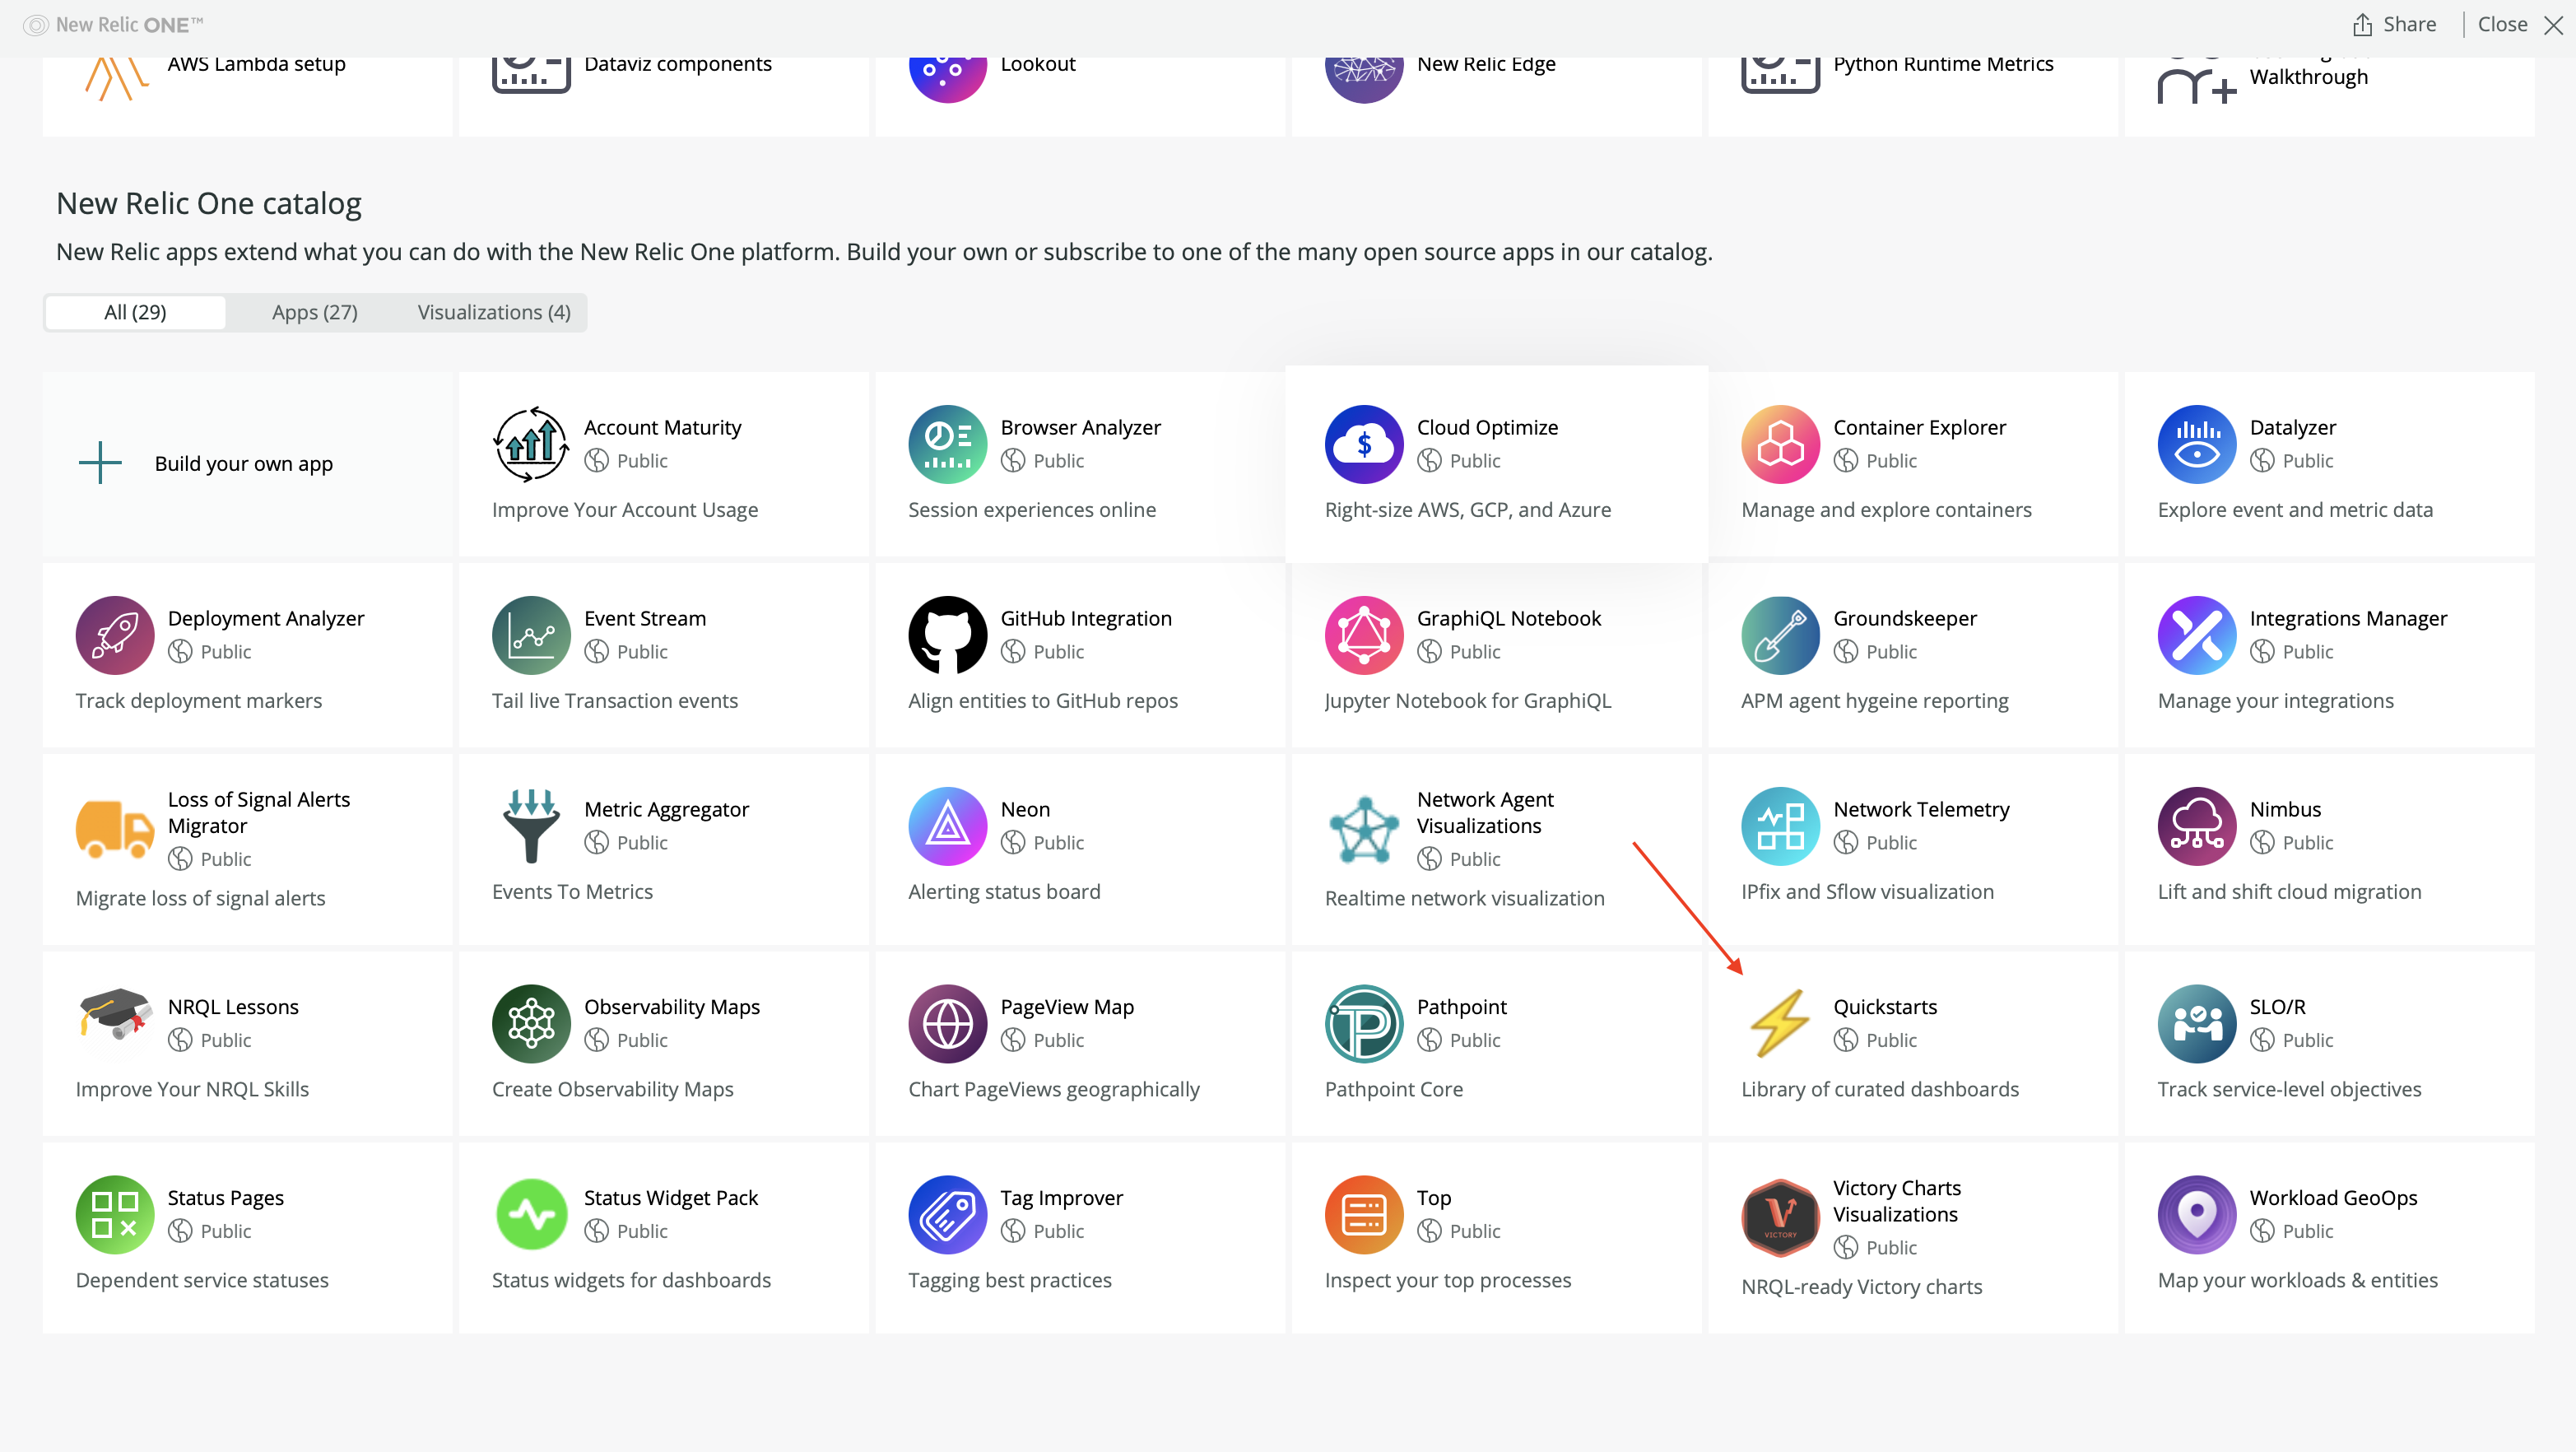 New Relic ONE™
Share
Close
AWS Lambda setup
Dataviz components
Lookout
New Relic Edge
Python Runtime Metrics
Walkthrough
New Relic One catalog
New Relic apps extend what you can do with the New Relic One platform. Build your own or subscribe to one of the many open source apps in our catalog.
All (29)
Apps (27)
Visualizations (4)
Build your own app
Account Maturity
Public
Improve Your Account Usage
Browser Analyzer
Public
Session experiences online
Cloud Optimize
Public
Right-size AWS, GCP, and Azure
Container Explorer
Public
Manage and explore containers
Datalyzer
Public
Explore event and metric data
Deployment Analyzer
Public
Track deployment markers
Event Stream
Public
Tail live Transaction events
GitHub Integration
Public
Align entities to GitHub repos
GraphiQL Notebook
Public
Jupyter Notebook for GraphiQL
Groundskeeper
Public
APM agent hygeine reporting
Integrations Manager
Public
Manage your integrations
Loss of Signal Alerts
Migrator
Public
Migrate loss of signal alerts
Metric Aggregator
Public
Events To Metrics
Neon
Public
Alerting status board
Network Agent
Visualizations
Public
Realtime network visualization
Network Telemetry
Public
IPfix and Sflow visualization
Nimbus
Public
Lift and shift cloud migration
NRQL Lessons
Public
Improve Your NRQL Skills
Observability Maps
Public
Create Observability Maps
PageView Map
Public
Chart PageViews geographically
Pathpoint
Public
Pathpoint Core
Quickstarts
Public
Library of curated dashboards
SLO/R
Public
Track service-level objectives
Status Pages
Public
Dependent service statuses
Status Widget Pack
Public
Status widgets for dashboards
Tag Improver
Public
Tagging best practices
Top
Public
Inspect your top processes
VICTORY
Victory Charts
Visualizations
Public
NRQL-ready Victory charts
Workload GeoOps
Public
Map your workloads & entities